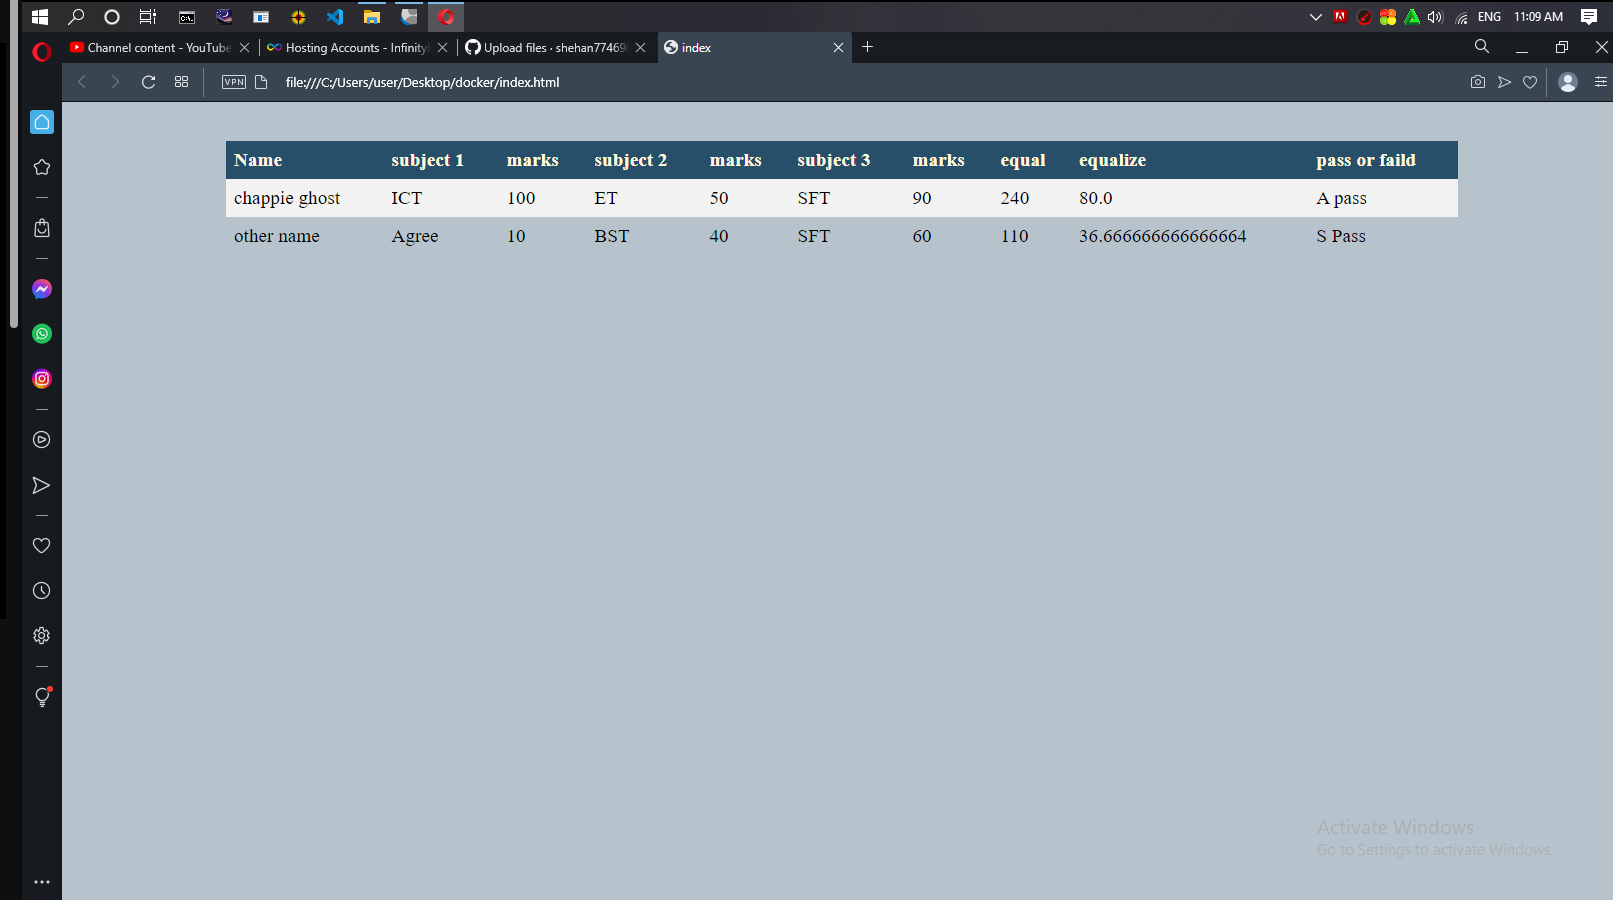 ENG 11:09 AM
Channel content - YouTube Hosting Accounts - Infinity Upload files · shehan77469 index
VPN file:///C:/Users/user/Desktop/docker/index.html
Name subject 1 marks subject 2 marks subject 3 marks equal equalize pass or faild
chappie ghost ICT 100 ET 50 SFT 90 240 80.0 A pass
other name Agree 10 BST 40 SFT 60 110 36.666666666666664 S Pass
Activate Windows
Go to Settings to activate Windows.